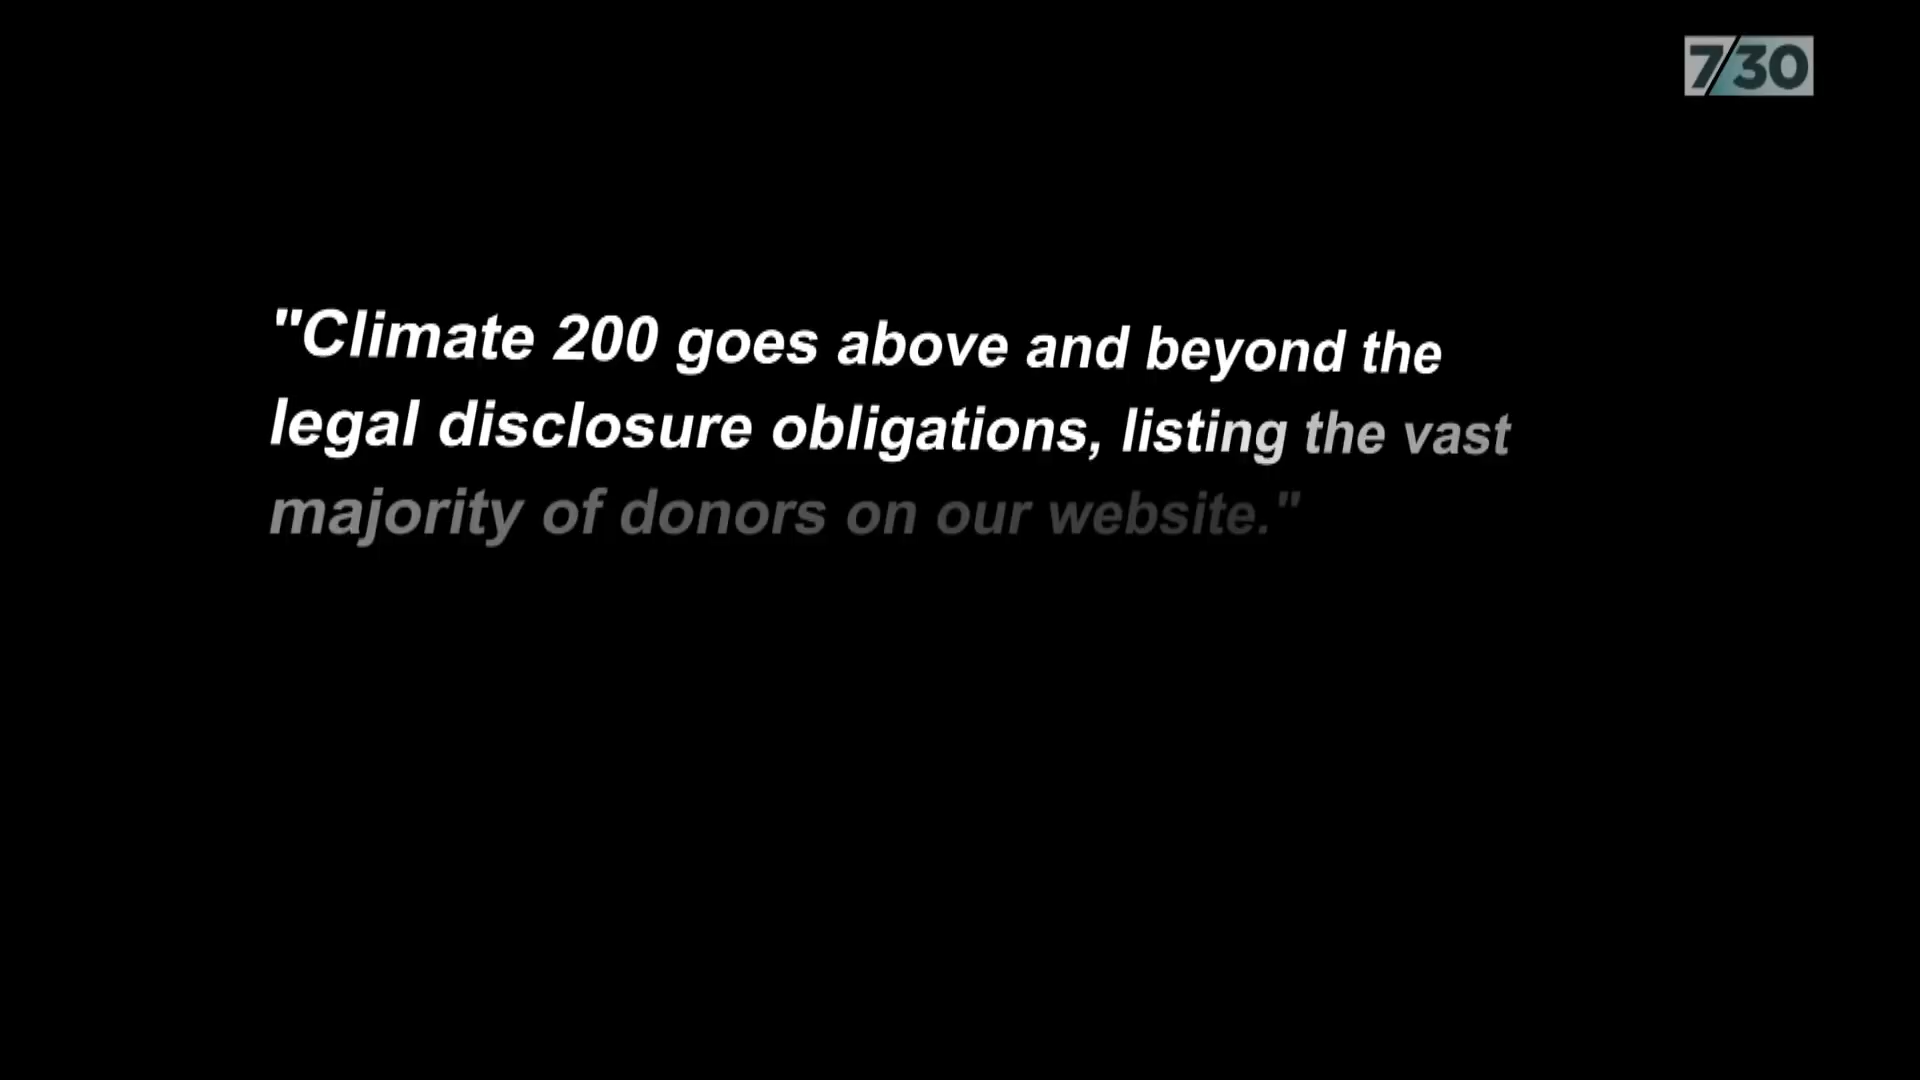 7/30
"Climate 200 goes above and beyond the
legal disclosure obligations, listing the vast
majority of donors on our website."